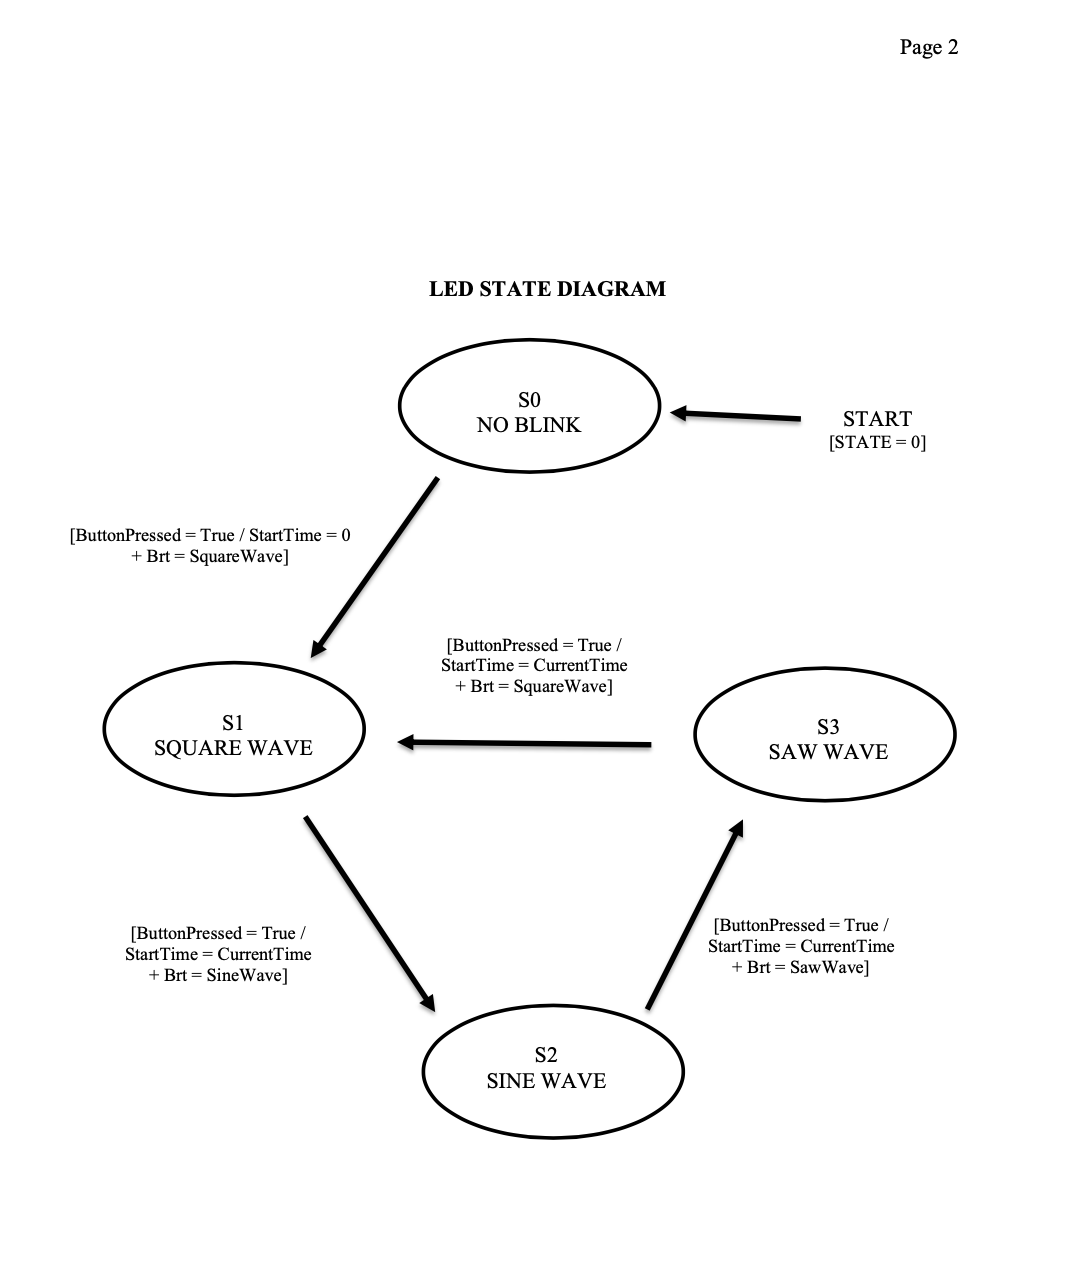 Page 2
LED STATE DIAGRAM
S0
NO BLINK
START
[STATE = 0]
[ButtonPressed = True / StartTime = 0
+ Brt = SquareWave]
[ButtonPressed = True /
StartTime = CurrentTime
+ Brt = SquareWave]
S1
SQUARE WAVE
S3
SAW WAVE
[ButtonPressed = True /
StartTime = CurrentTime
+ Brt = SineWave]
[ButtonPressed = True /
StartTime = CurrentTime
+ Brt = SawWave]
S2
SINE WAVE